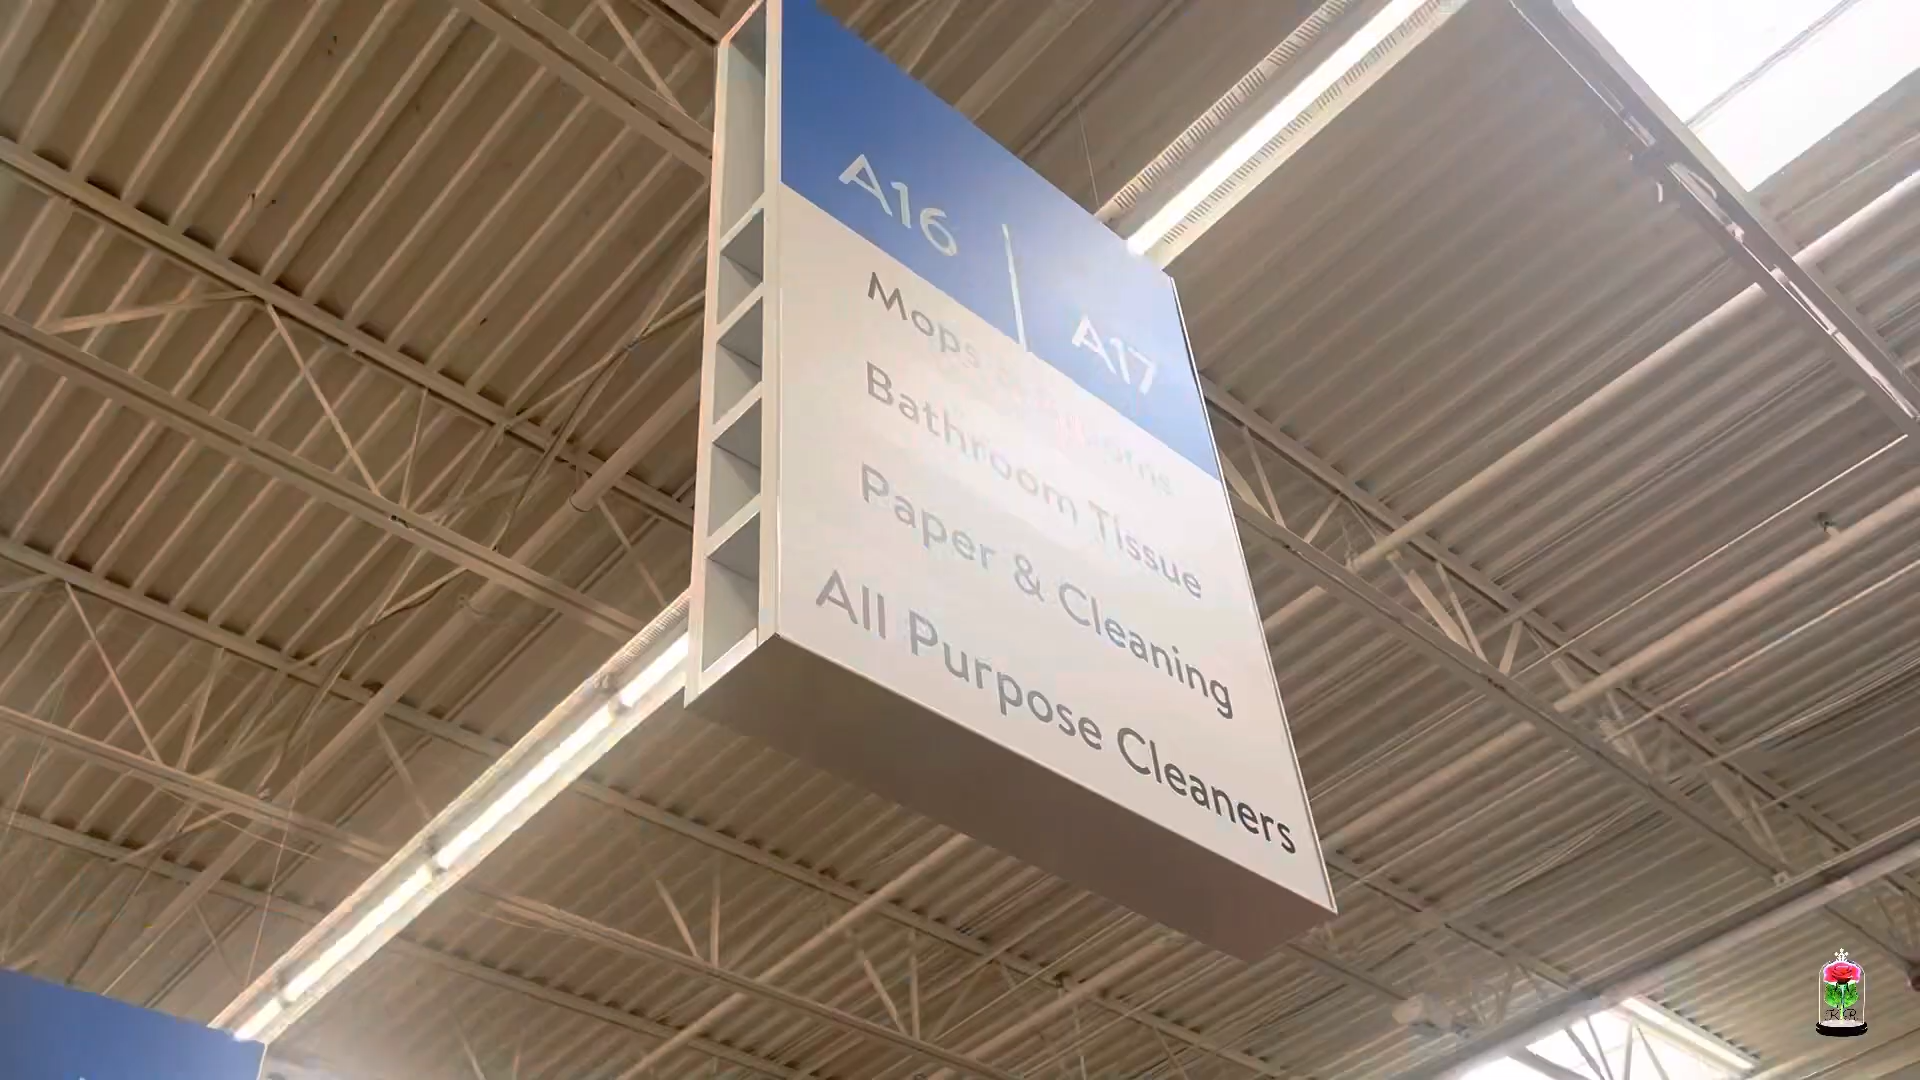 A16
A17
Mops
Bathroom Tissue
Paper & Cleaning
All Purpose Cleaners